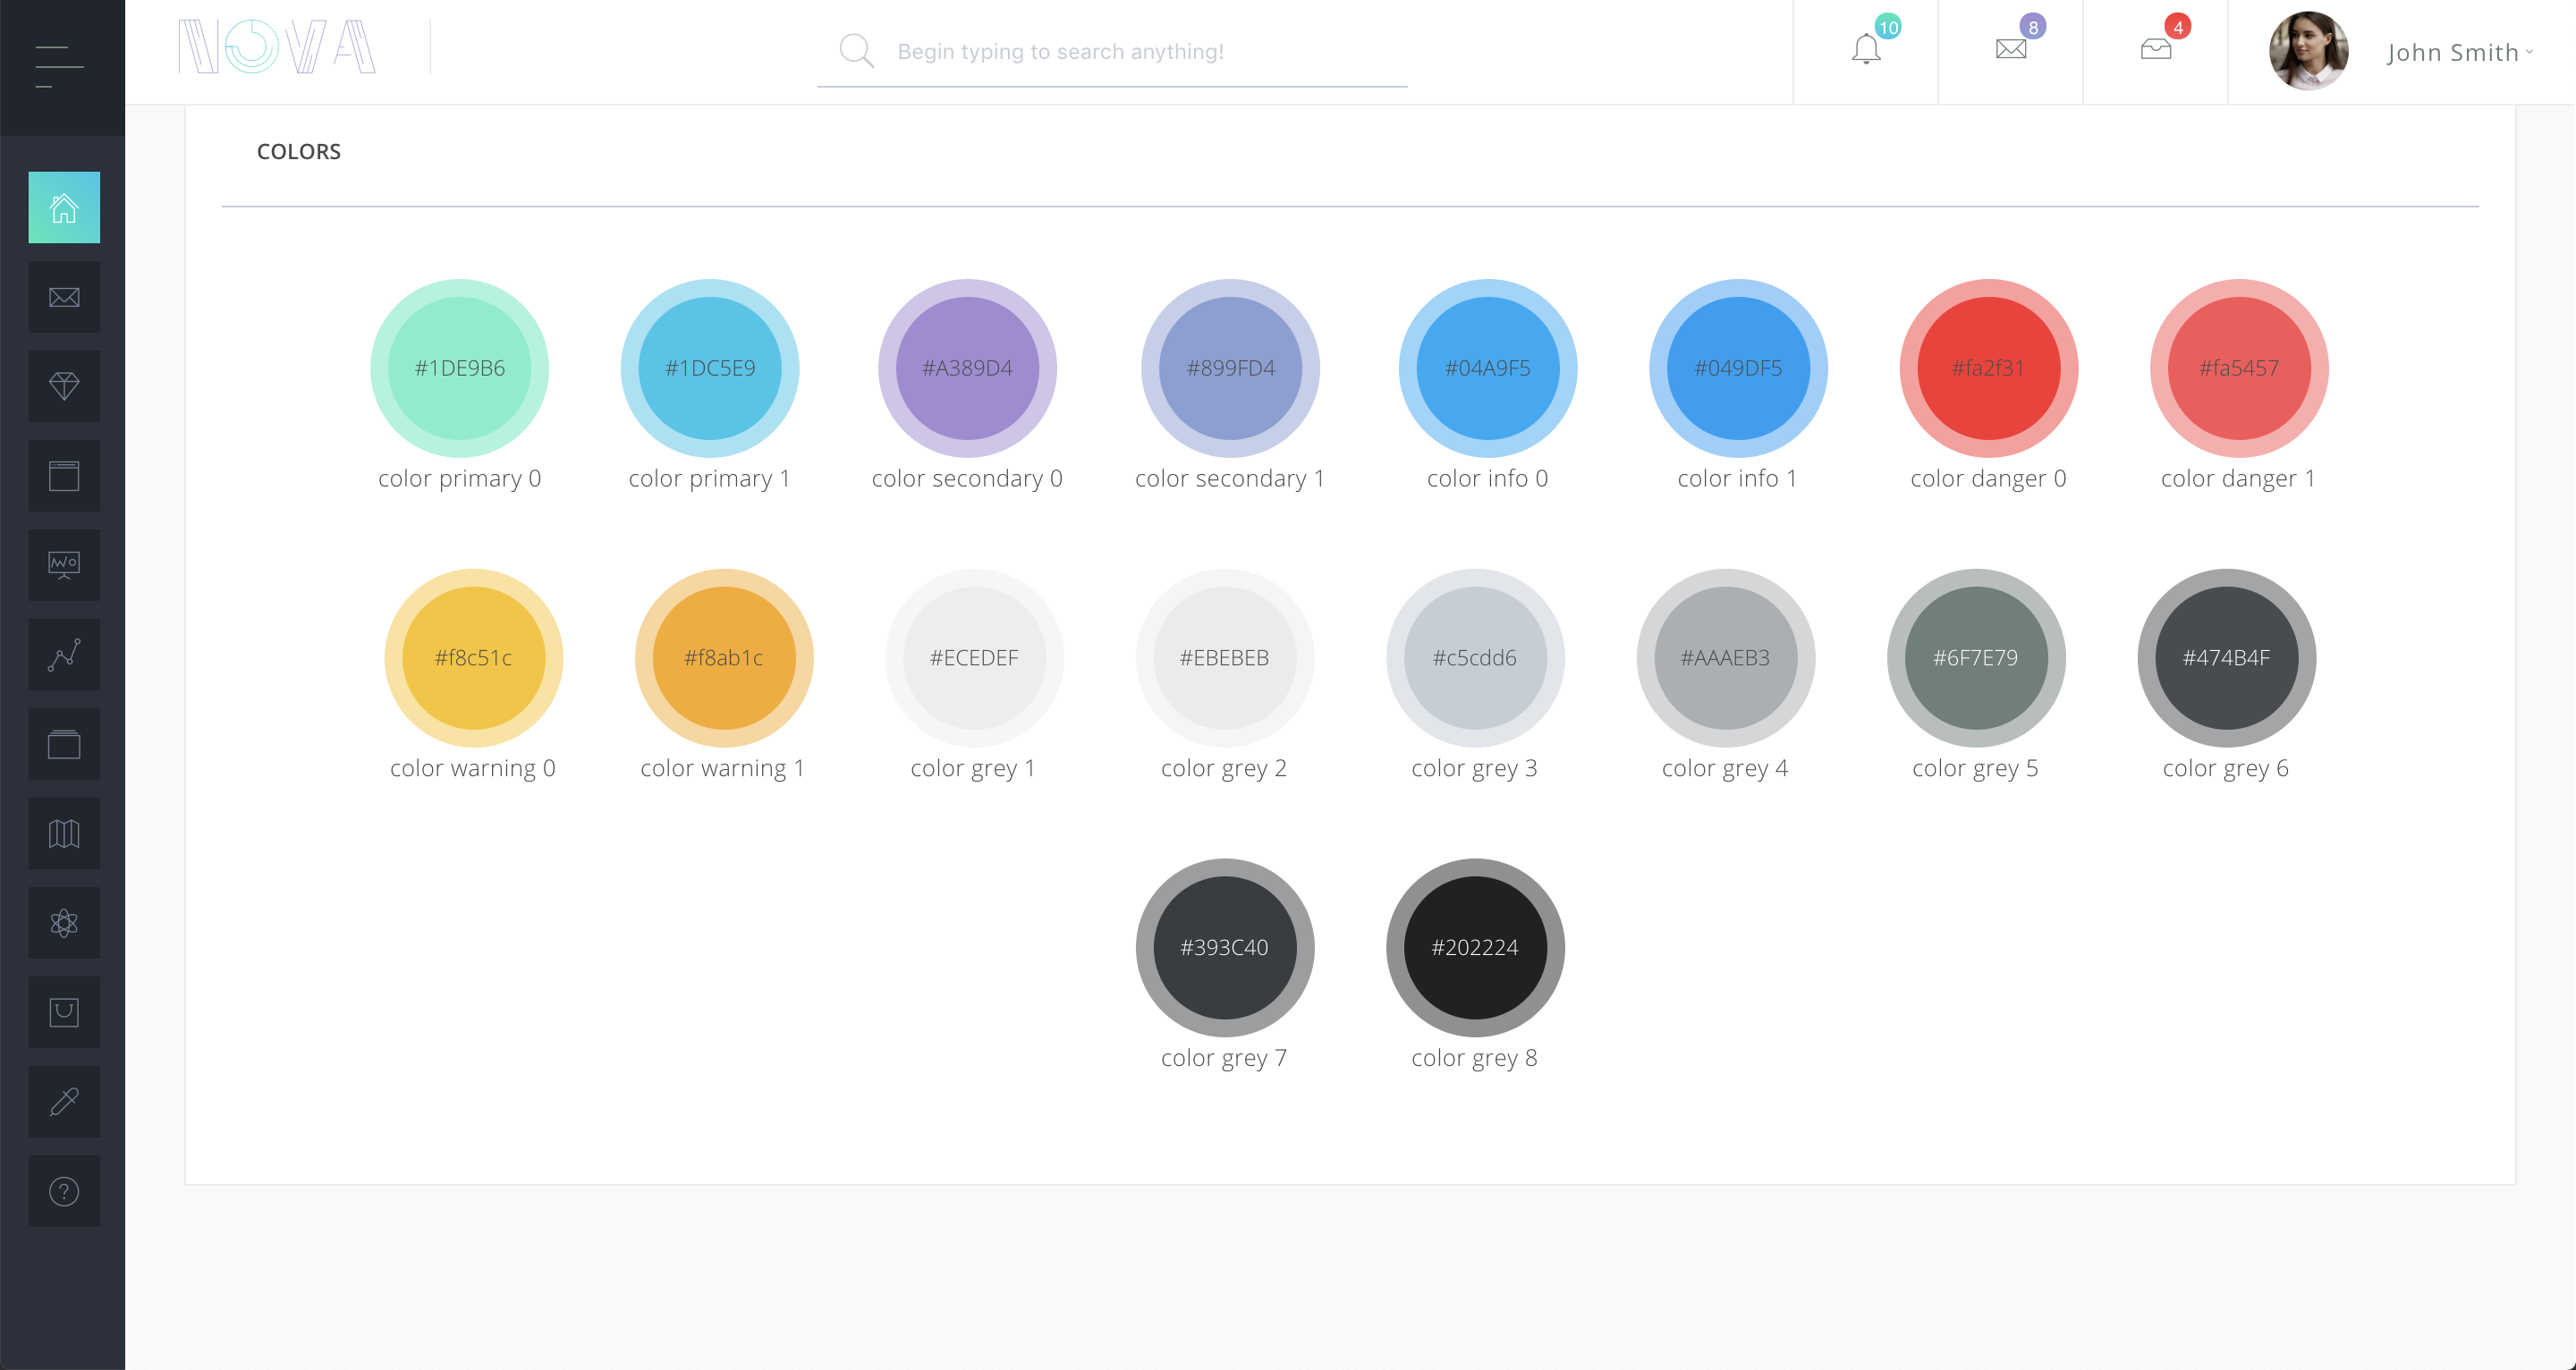 NOVA
Begin typing to search anything!
10
8
4
John Smith
COLORS
#1DE9B6
#1DC5E9
#A389D4
#899FD4
#04A9F5
#049DF5
#fa2f31
#fa5457
color primary 0
color primary 1
color secondary 0
color secondary 1
color info 0
color info 1
color danger 0
color danger 1
#f8c51c
#f8ab1c
#ECEDEF
#EBEBEB
#c5cdd6
#AAAEB3
#6F7E79
#474B4F
color warning 0
color warning 1
color grey 1
color grey 2
color grey 3
color grey 4
color grey 5
color grey 6
#393C40
#202224
color grey 7
color grey 8